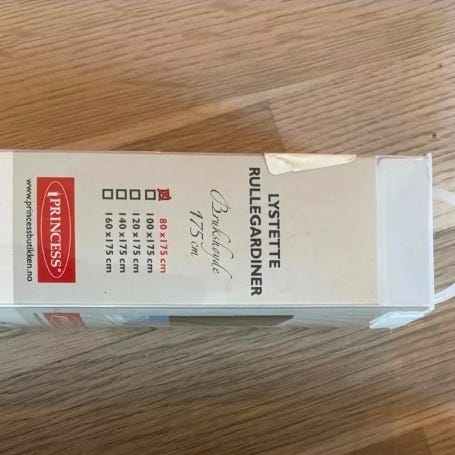 LYSTETTE
RULLEGARDINER
Brukshøyde
175 cm
80 x 175 cm
100 x 175 cm
120 x 175 cm
140 x 175 cm
160 x 175 cm
PRINCESS®
www.princessbutikken.no